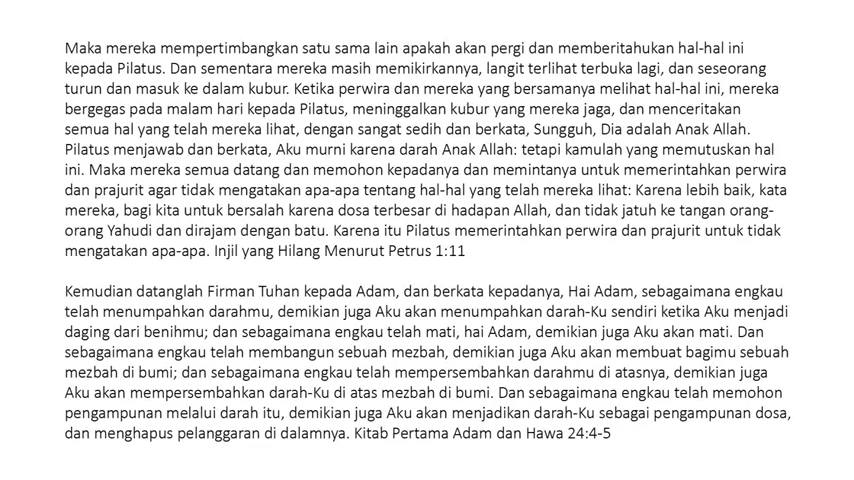 Maka mereka mempertimbangkan satu sama lain apakah akan pergi dan memberitahukan hal-hal ini
kepada Pilatus. Dan sementara mereka masih memikirkannya, langit terlihat terbuka lagi, dan seseorang
turun dan masuk ke dalam kubur. Ketika perwira dan mereka yang bersamanya melihat hal-hal ini, mereka
bergegas pada malam hari kepada Pilatus, meninggalkan kubur yang mereka jaga, dan menceritakan
semua hal yang telah mereka lihat, dengan sangat sedih dan berkata, Sungguh, Dia adalah Anak Allah.
Pilatus menjawab dan berkata, Aku murni karena darah Anak Allah: tetapi kamulah yang memutuskan hal
ini. Maka mereka semua datang dan memohon kepadanya dan memintanya untuk memerintahkan perwira
dan prajurit agar tidak mengatakan apa-apa tentang hal-hal yang telah mereka lihat: Karena lebih baik, kata
mereka, bagi kita untuk bersalah karena dosa terbesar di hadapan Allah, dan tidak jatuh ke tangan orang-
orang Yahudi dan dirajam dengan batu. Karena itu Pilatus memerintahkan perwira dan prajurit untuk tidak
mengatakan apa-apa. Injil yang Hilang Menurut Petrus 1:11
Kemudian datanglah Firman Tuhan kepada Adam, dan berkata kepadanya, Hai Adam, sebagaimana engkau
telah menumpahkan darahmu, demikian juga Aku akan menumpahkan darah-Ku sendiri ketika Aku menjadi
daging dari benihmu; dan sebagaimana engkau telah mati, hai Adam, demikian juga Aku akan mati. Dan
sebagaimana engkau telah membangun sebuah mezbah, demikian juga Aku akan membuat bagimu sebuah
mezbah di bumi; dan sebagaimana engkau telah mempersembahkan darahmu di atasnya, demikian juga
Aku akan mempersembahkan darah-Ku di atas mezbah di bumi. Dan sebagaimana engkau telah memohon
pengampunan melalui darah itu, demikian juga Aku akan menjadikan darah-Ku sebagai pengampunan dosa,
dan menghapus pelanggaran di dalamnya. Kitab Pertama Adam dan Hawa 24:4-5